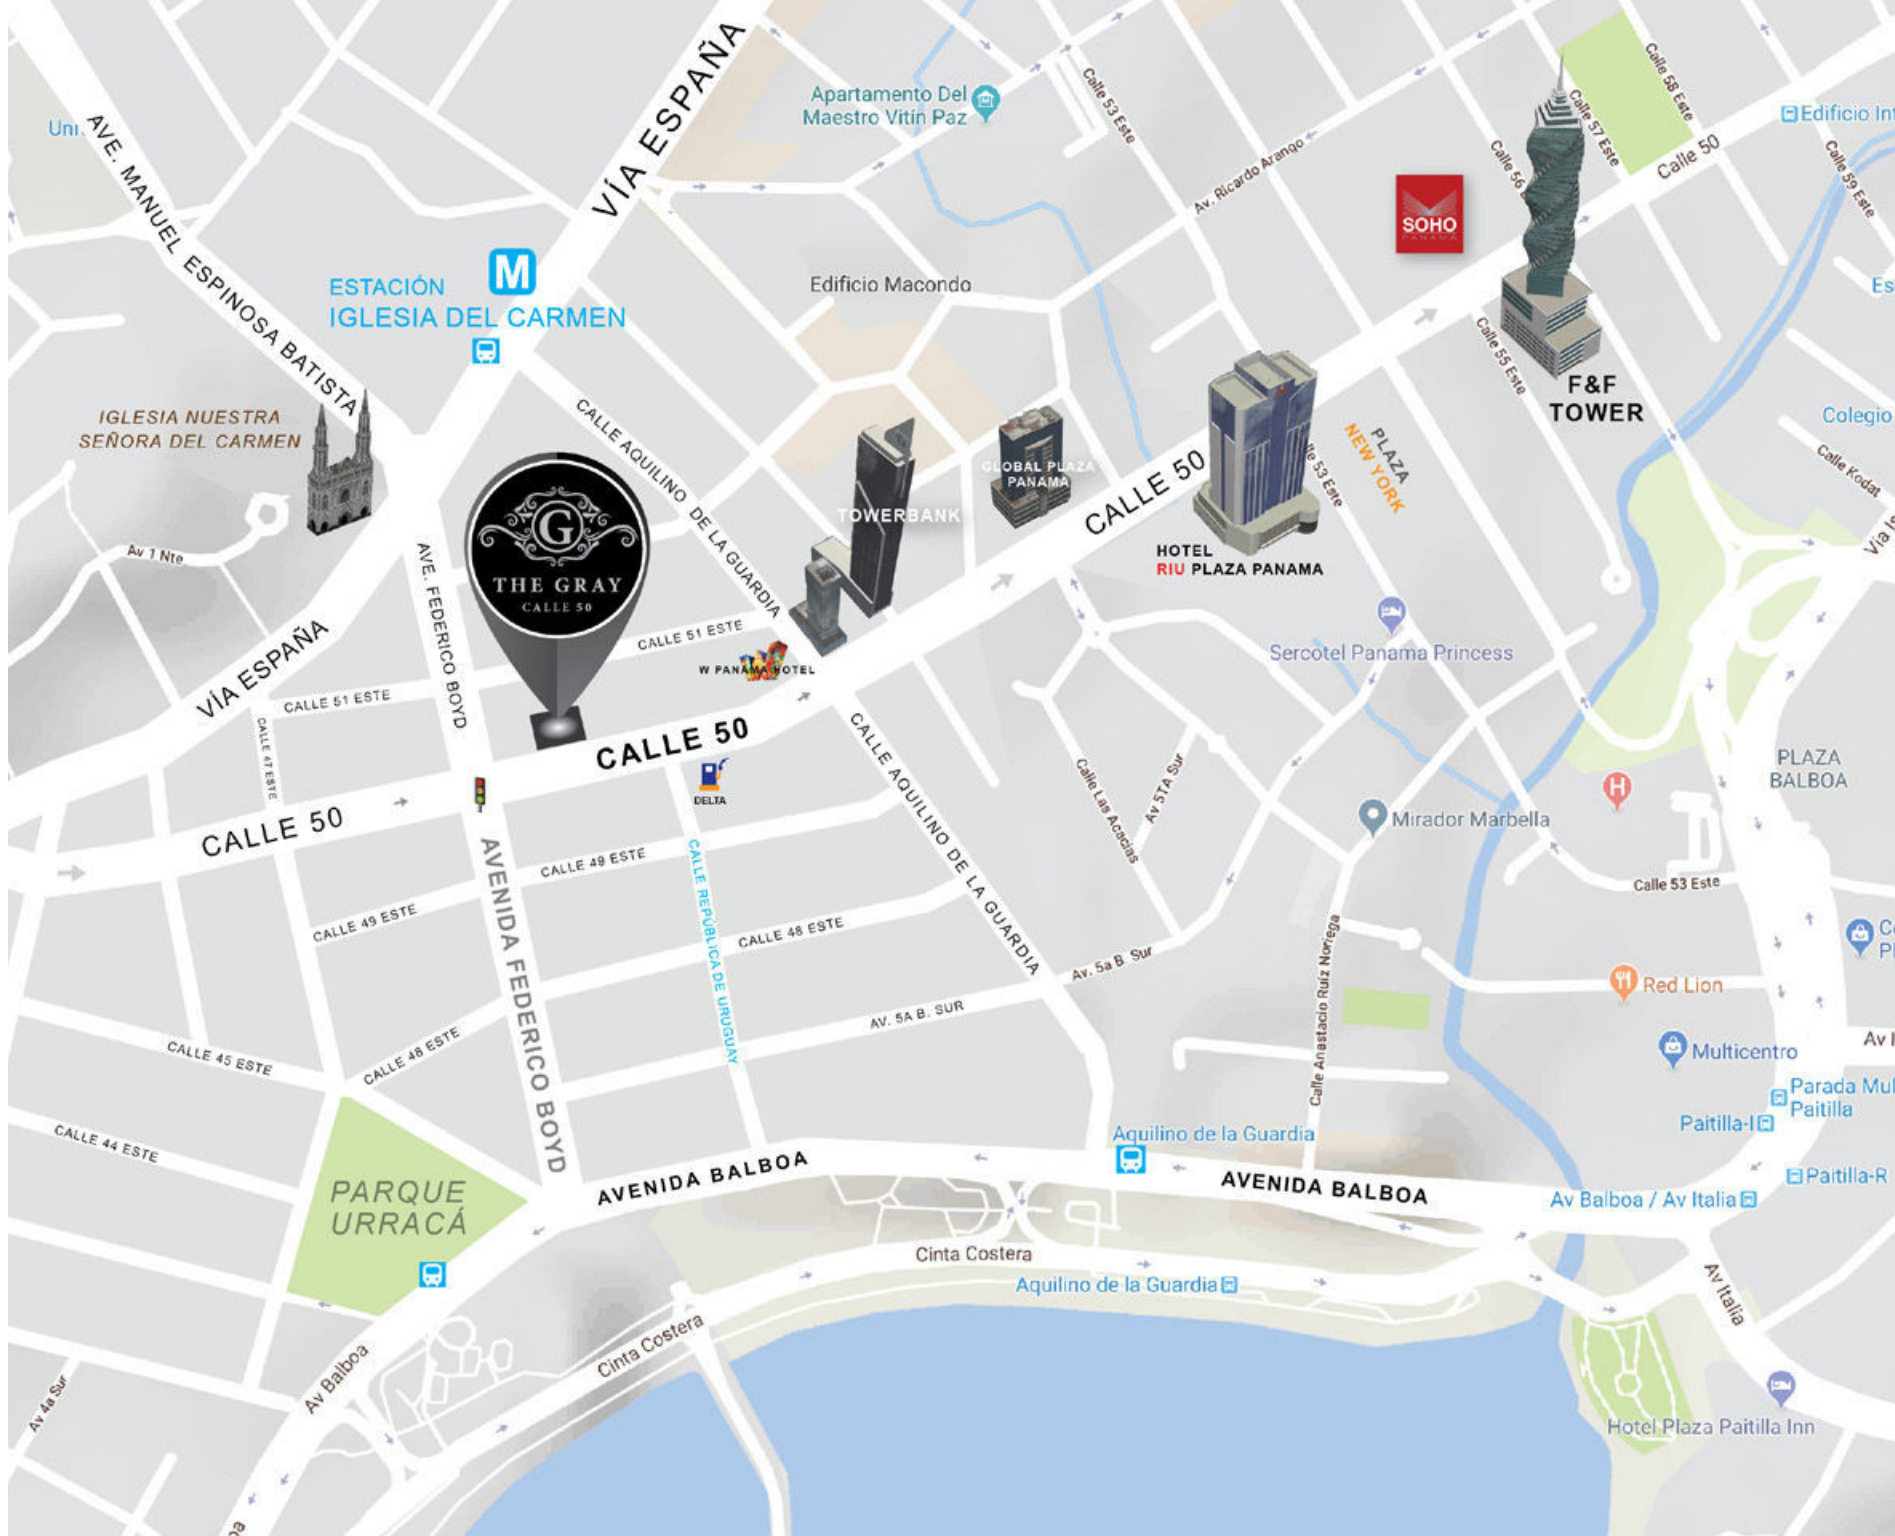 VÍA ESPAÑA
AVE. MANUEL ESPINOSA BATISTA
Apartamento Del
Maestro Vitín Paz
Calle 53 Este
Av. Ricardo Arango
Calle 56
Calle 57 Este
Calle 58 Este
Calle 50
Calle 59 Este
SOHO
PANAMA
M
ESTACIÓN
IGLESIA DEL CARMEN
Edificio Macondo
Calle 55 Este
F&F
TOWER
IGLESIA NUESTRA
SEÑORA DEL CARMEN
CALLE AQUILINO DE LA GUARDIA
GLOBAL PLAZA
PANAMA
TOWERBANK
CALLE 50
PLAZA
NEW YORK
Colegio
Calle Kodat
G
THE GRAY
CALLE 50
HOTEL
RIU PLAZA PANAMA
Av 1 Nte
AVE. FEDERICO BOYD
CALLE 51 ESTE
W PANAMA HOTEL
Sercotel Panama Princess
VÍA ESPAÑA
CALLE 51 ESTE
CALLE 47 ESTE
CALLE 50
DELTA
CALLE AQUILINO DE LA GUARDIA
Calle Las Acacias
Av 5TA Sur
PLAZA
BALBOA
H
Mirador Marbella
CALLE 50
AVENIDA FEDERICO BOYD
CALLE 49 ESTE
CALLE REPÚBLICA DE URUGUAY
Calle 53 Este
CALLE 49 ESTE
CALLE 48 ESTE
Av. 5a B Sur
Calle Anastacio Ruíz Noriega
Red Lion
AV. 5A B. SUR
CALLE 45 ESTE
CALLE 48 ESTE
Multicentro
Parada Mul
Paitilla
Paitilla-I
CALLE 44 ESTE
Aquilino de la Guardia
PARQUE
URRACÁ
AVENIDA BALBOA
AVENIDA BALBOA
Paitilla-R
Av Balboa / Av Italia
Cinta Costera
Aquilino de la Guardia
Av Italia
Cinta Costera
Av Balboa
Av 4a Sur
Hotel Plaza Paitilla Inn